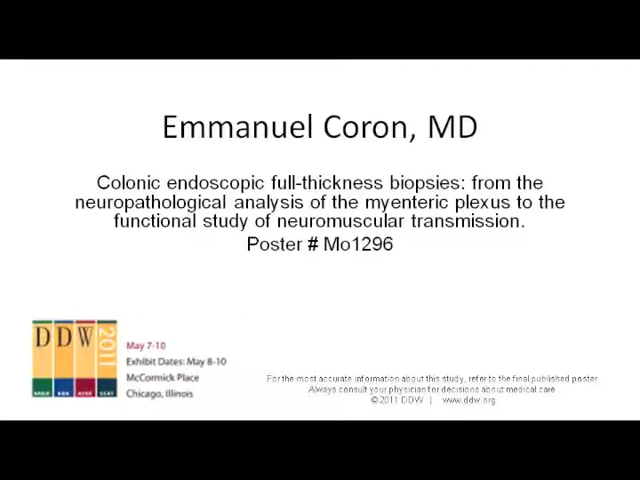 Emmanuel Coron, MD
Colonic endoscopic full-thickness biopsies: from the
neuropathological analysis of the myenteric plexus to the
functional study of neuromuscular transmission.
Poster # Mo1296
DDW 2011
May 7-10
Exhibit Dates: May 8-10
McCormick Place
Chicago, Illinois
For the most accurate information about this study, refer to the final published poster
Always consult your physician for decisions about medical care
©2011 DDW | www.ddw.org